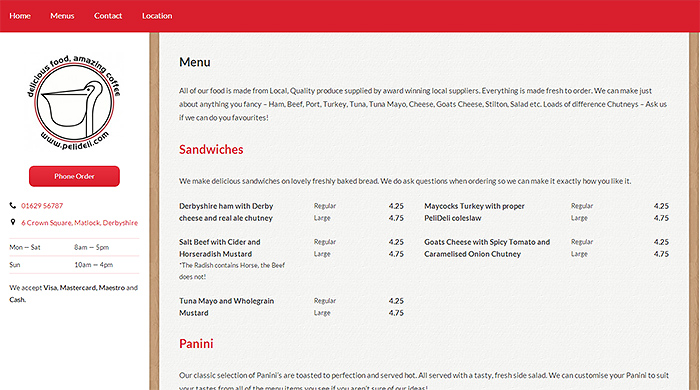 Home Menus Contact Location
delicious food, amazing coffee
www.pelideli.com
Phone Order
01629 56787
6 Crown Square, Matlock, Derbyshire
Mon — Sat 8am — 5pm
Sun 10am — 4pm
We accept Visa, Mastercard, Maestro and
Cash.
Menu
All of our food is made from Local, Quality produce supplied by award winning local suppliers. Everything is made fresh to order. We can make just
about anything you fancy – Ham, Beef, Port, Turkey, Tuna, Tuna Mayo, Cheese, Goats Cheese, Stilton, Salad etc. Loads of difference Chutneys – Ask us
if we can do you favourites!
Sandwiches
We make delicious sandwiches on lovely freshly baked bread. We do ask questions when ordering so we can make it exactly how you like it.
Derbyshire ham with Derby Regular 4.25
cheese and real ale chutney Large 4.75
Maycocks Turkey with proper Regular 4.25
PeliDeli coleslaw Large 4.75
Salt Beef with Cider and Regular 4.25
Horseradish Mustard Large 4.75
*The Radish contains Horse, the Beef
does not!
Goats Cheese with Spicy Tomato and Regular 4.25
Caramelised Onion Chutney Large 4.75
Tuna Mayo and Wholegrain Regular 4.25
Mustard Large 4.75
Panini
Our classic selection of Panini's are toasted to perfection and served hot. All served with a tasty, fresh side salad. We can customise your Panini to suit
your tastes from all of the menu items you see if you aren't sure of our ideas!